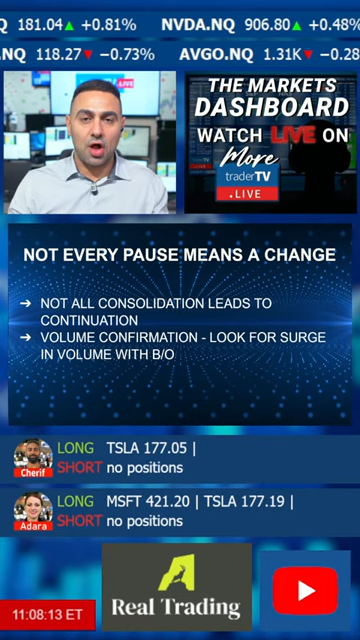 Q 181.04 ▲ +0.81% NVDA.NQ 906.80 ▲ +0.48%
.NQ 118.27 ▼ −0.73% AVGO.NQ 1.31K ▼ −0.28
THE MARKETS
DASHBOARD
WATCH LIVE ON
More
traderTV
.LIVE
NOT EVERY PAUSE MEANS A CHANGE
➔ NOT ALL CONSOLIDATION LEADS TO
CONTINUATION
➔ VOLUME CONFIRMATION - LOOK FOR SURGE
IN VOLUME WITH B/O
LONG TSLA 177.05 |
SHORT no positions
Cherif
LONG MSFT 421.20 | TSLA 177.19 |
SHORT no positions
Adara
11:08:13 ET
Real Trading